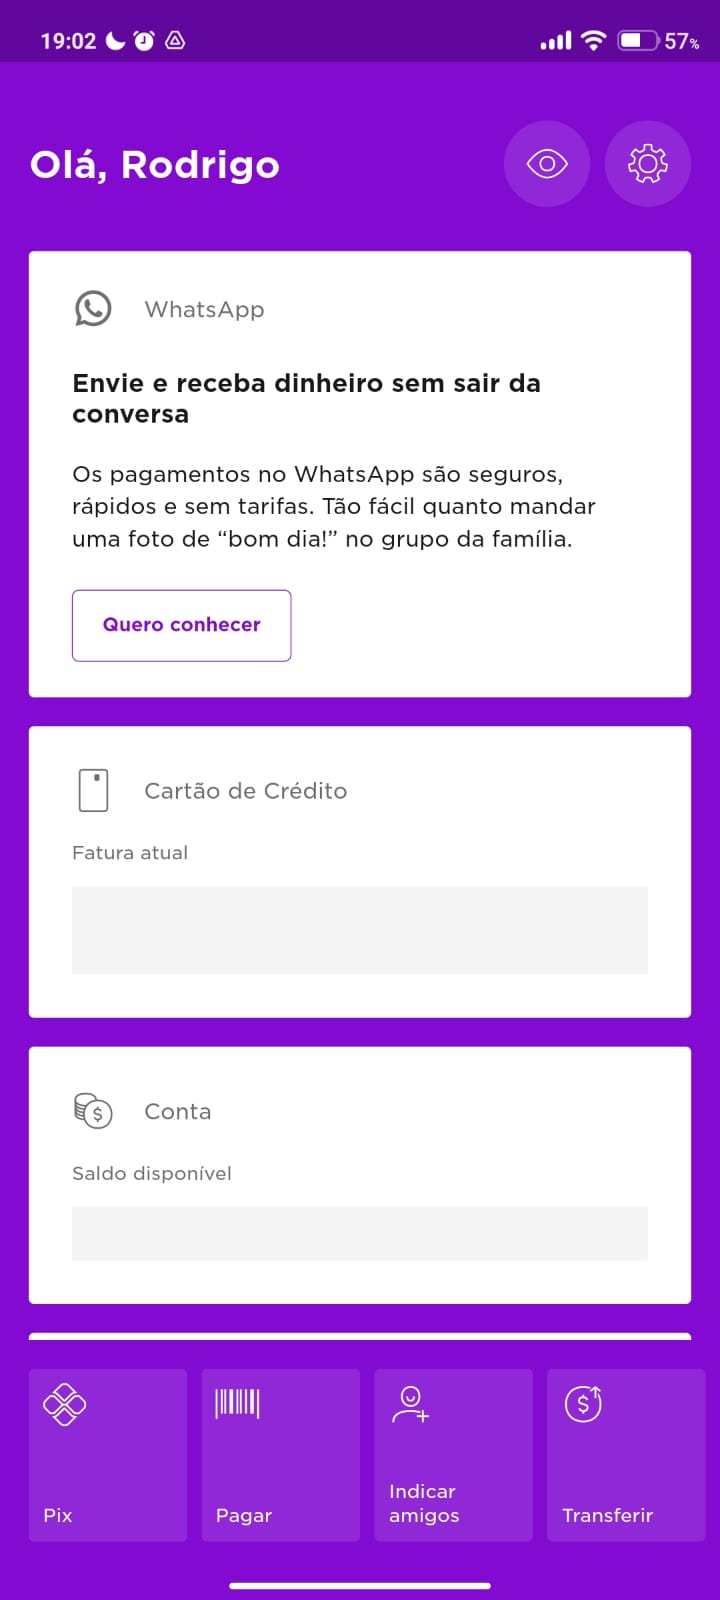 19:02
57%
Olá, Rodrigo
WhatsApp
Envie e receba dinheiro sem sair da
conversa
Os pagamentos no WhatsApp são seguros,
rápidos e sem tarifas. Tão fácil quanto mandar
uma foto de “bom dia!” no grupo da família.
Quero conhecer
Cartão de Crédito
Fatura atual
Conta
Saldo disponível
Pix
Pagar
Indicar
amigos
Transferir